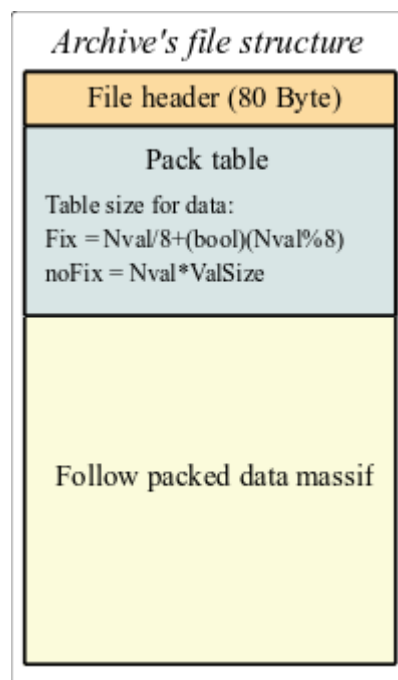 Archive's file structure
File header (80 Byte)
Pack table
Table size for data:
Fix = Nval/8+(bool)(Nval%8)
noFix = Nval*ValSize
Follow packed data massif